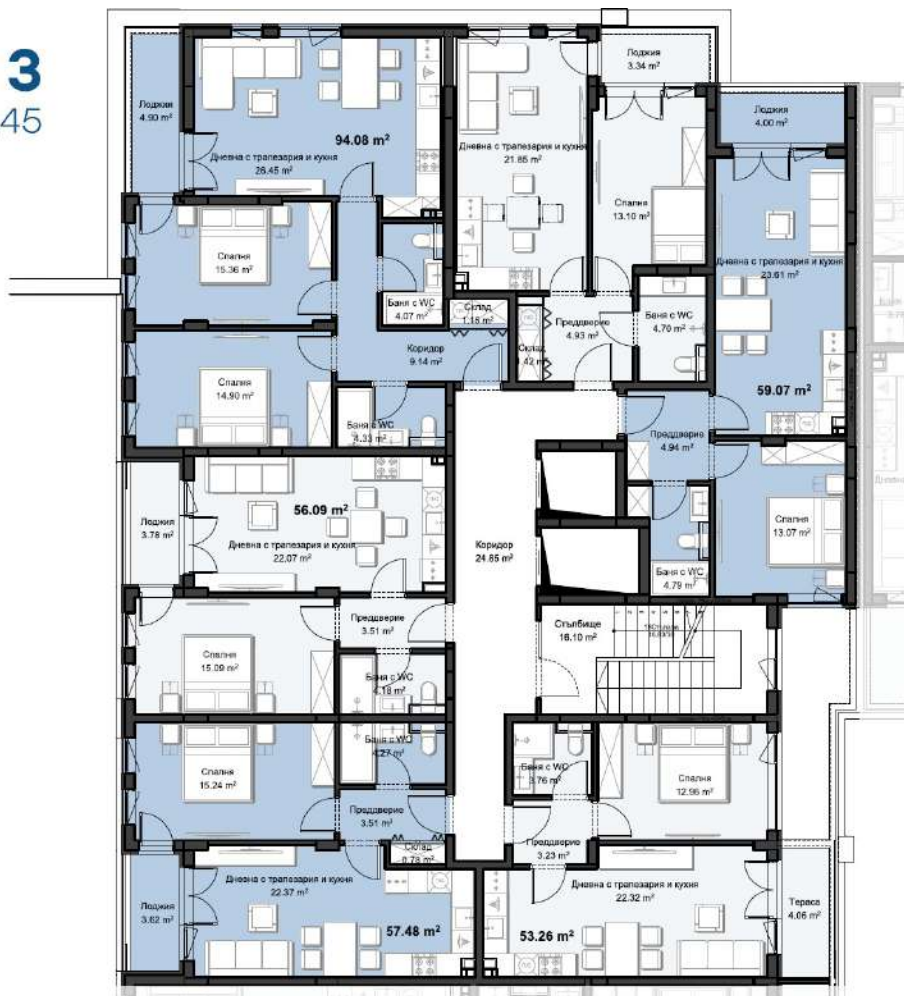 3
45
Лоджия
4.90 m²
94.08 m²
Дневна с трапезария и кухня
26.45 m²
Спалня
15.36 m²
Баня с WC
4.07 m²
Склад
1.15 m²
Коридор
9.14 m²
Спалня
14.90 m²
Баня с WC
4.33 m²
Дневна с трапезария и кухня
21.85 m²
Лоджия
3.34 m²
Спалня
13.10 m²
Преддверие
4.93 m²
Склад
1.42 m²
Баня с WC
4.70 m²
Лоджия
4.00 m²
Дневна с трапезария и кухня
23.61 m²
59.07 m²
Преддверие
4.94 m²
Спалня
13.07 m²
Баня с WC
4.79 m²
Лоджия
3.78 m²
56.09 m²
Дневна с трапезария и кухня
22.07 m²
Преддверие
3.51 m²
Спалня
15.09 m²
Баня с WC
4.18 m²
Коридор
24.85 m²
Стълбище
16.10 m²
Баня с WC
4.27 m²
Спалня
15.24 m²
Преддверие
3.51 m²
Склад
0.78 m²
Лоджия
3.62 m²
Дневна с трапезария и кухня
22.37 m²
57.48 m²
Баня с WC
3.76 m²
Спалня
12.96 m²
Преддверие
3.23 m²
Дневна с трапезария и кухня
22.32 m²
53.26 m²
Тераса
4.06 m²